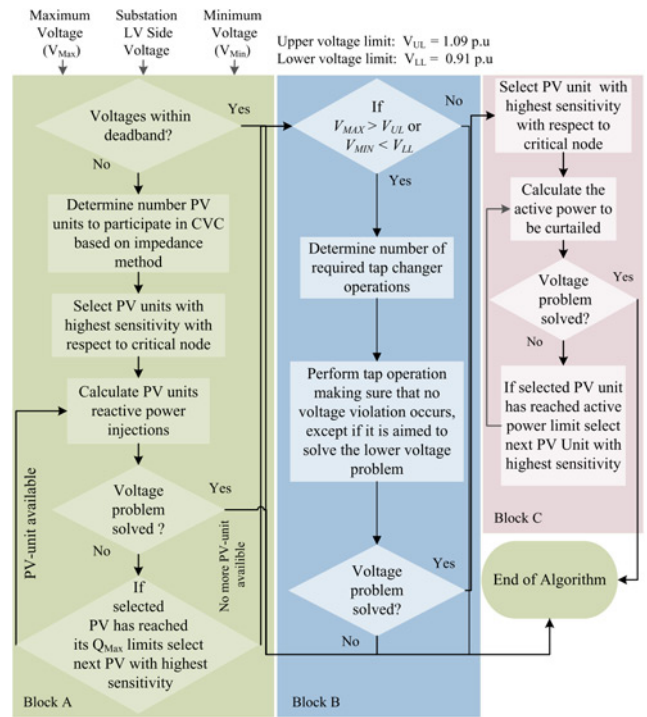 Maximum
Voltage
(VMax)
Substation
LV Side
Voltage
Minimum
Voltage
(VMin)
Upper voltage limit: VUL = 1.09 p.u
Lower voltage limit: VLL = 0.91 p.u
Voltages within
deadband?
Yes
No
Determine number PV
units to participate in CVC
based on impedance
method
Select PV units with
highest sensitivity with
respect to critical node
Calculate PV units
reactive power
injections
Voltage
problem
solved ?
Yes
No
PV-unit available
No more PV-unit
availible
If
selected
PV has reached
its QMax limits select
next PV with highest
sensitivity
Block A
If
VMAX > VUL or
VMIN < VLL
No
Yes
Determine number of
required tap changer
operations
Perform tap operation
making sure that no
voltage violation occurs,
except if it is aimed to
solve the lower voltage
problem
Voltage
problem
solved?
Yes
No
Block B
Select PV unit with
highest sensitivity
with respect to
critical node
Calculate the
active power to
be curtailed
Voltage
problem
solved?
Yes
No
If selected PV unit
has reached active
power limit select
next PV Unit with
highest sensitivity
Block C
End of Algorithm